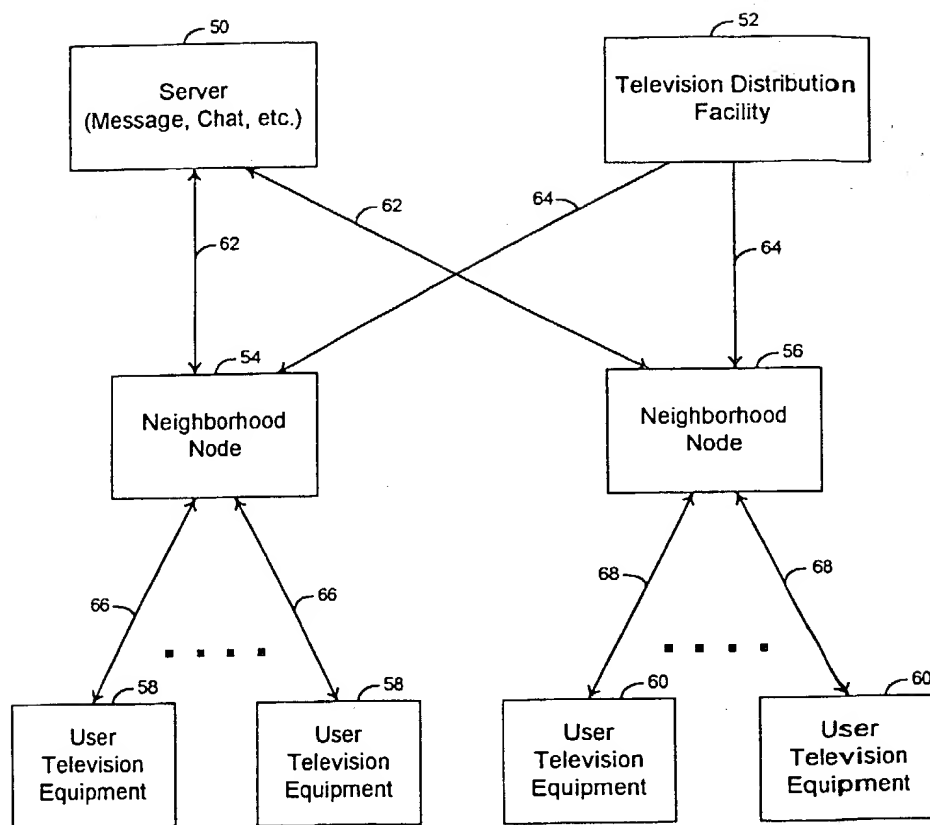 50
52
Server
(Message, Chat, etc.)
Television Distribution
Facility
62
64
62
64
54
56
Neighborhood
Node
Neighborhood
Node
66
66
68
68
58
58
60
60
User
Television
Equipment
User
Television
Equipment
User
Television
Equipment
User
Television
Equipment